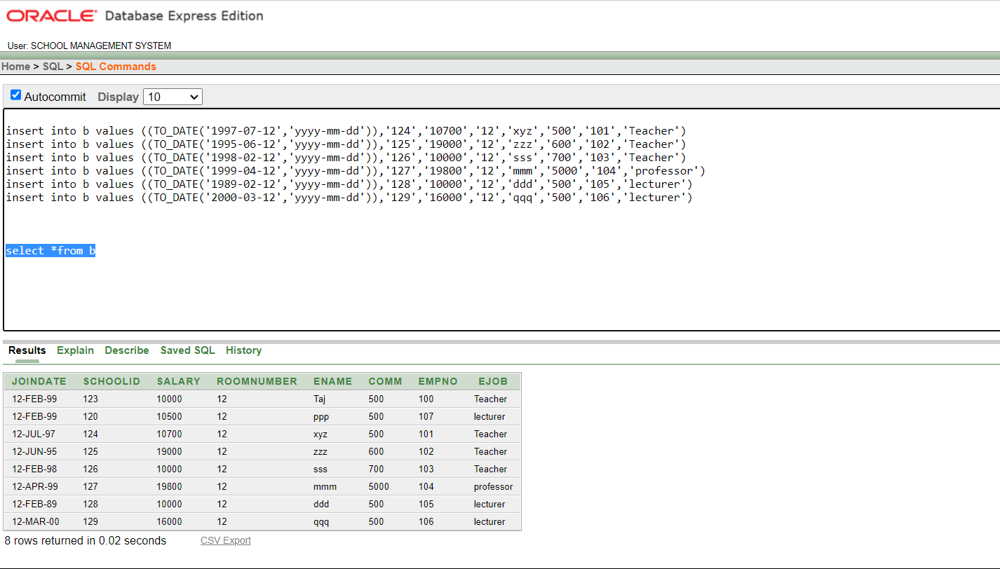 ORACLE Database Express Edition
User: SCHOOL MANAGEMENT SYSTEM
Home > SQL > SQL Commands
Autocommit Display 10
insert into b values ((TO_DATE('1997-07-12','yyyy-mm-dd')),'124','10700','12','xyz','500','101','Teacher')
insert into b values ((TO_DATE('1995-06-12','yyyy-mm-dd')),'125','19000','12','zzz','600','102','Teacher')
insert into b values ((TO_DATE('1998-02-12','yyyy-mm-dd')),'126','10000','12','sss','700','103','Teacher')
insert into b values ((TO_DATE('1999-04-12','yyyy-mm-dd')),'127','19800','12','mmm','5000','104','professor')
insert into b values ((TO_DATE('1989-02-12','yyyy-mm-dd')),'128','10000','12','ddd','500','105','lecturer')
insert into b values ((TO_DATE('2000-03-12','yyyy-mm-dd')),'129','16000','12','qqq','500','106','lecturer')
select *from b
Results Explain Describe Saved SQL History
JOINDATE SCHOOLID SALARY ROOMNUMBER ENAME COMM EMPNO EJOB
12-FEB-99 123 10000 12 Taj 500 100 Teacher
12-FEB-99 120 10500 12 ppp 500 107 lecturer
12-JUL-97 124 10700 12 xyz 500 101 Teacher
12-JUN-95 125 19000 12 zzz 600 102 Teacher
12-FEB-98 126 10000 12 sss 700 103 Teacher
12-APR-99 127 19800 12 mmm 5000 104 professor
12-FEB-89 128 10000 12 ddd 500 105 lecturer
12-MAR-00 129 16000 12 qqq 500 106 lecturer
8 rows returned in 0.02 seconds CSV Export